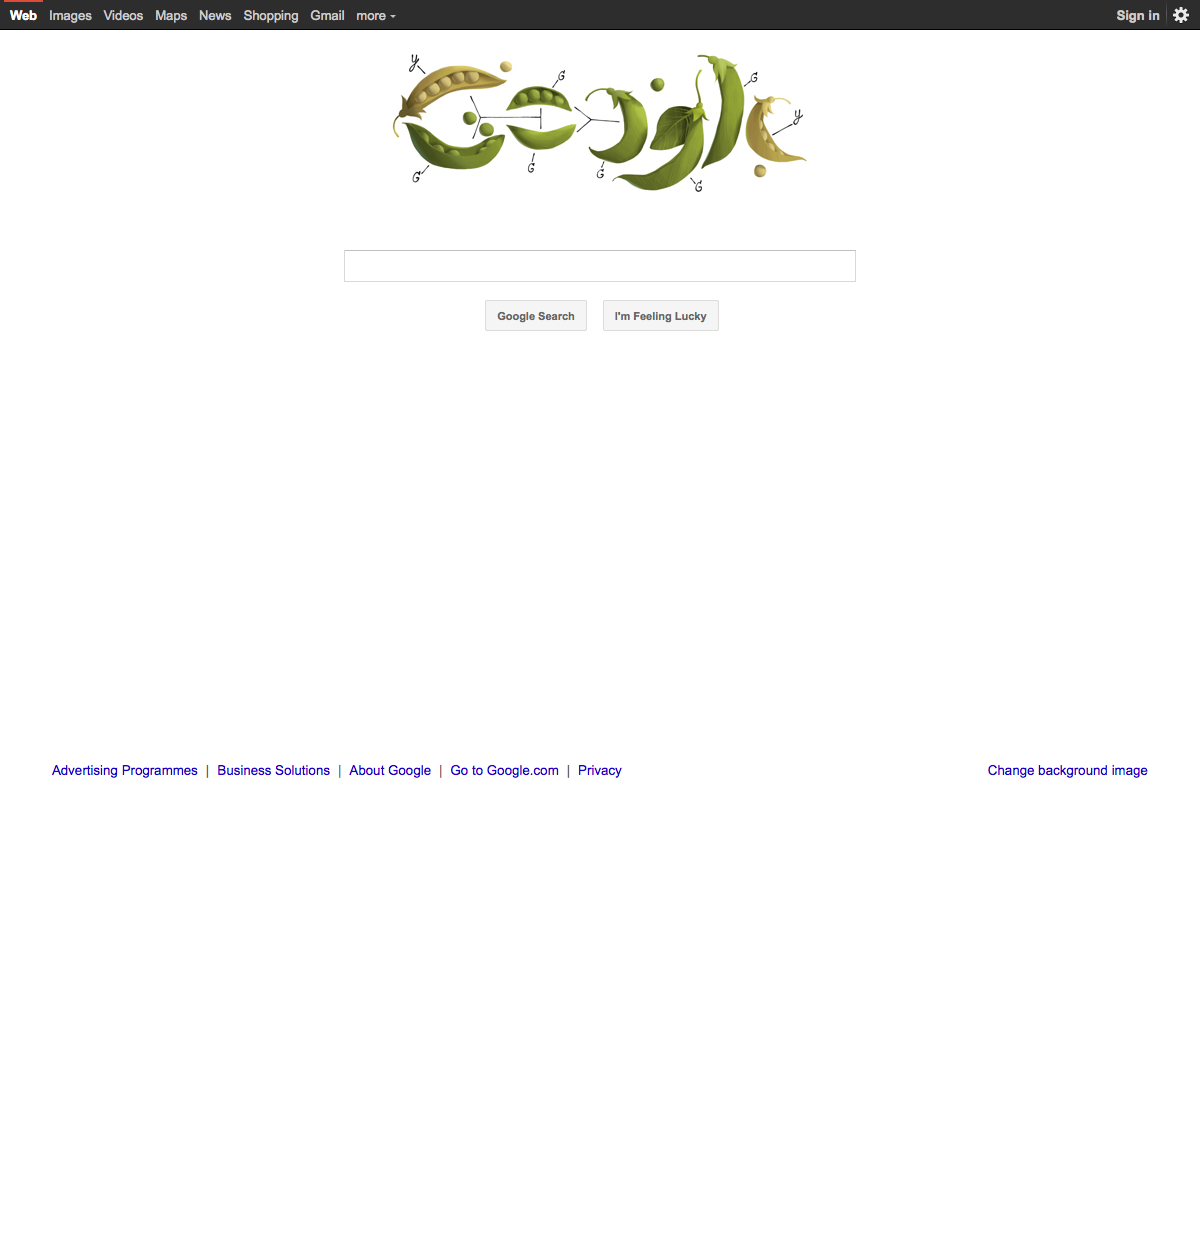 Web Images Videos Maps News Shopping Gmail more Sign in
y G G y
G G G G
Google Search I'm Feeling Lucky
Advertising Programmes | Business Solutions | About Google | Go to Google.com | Privacy Change background image